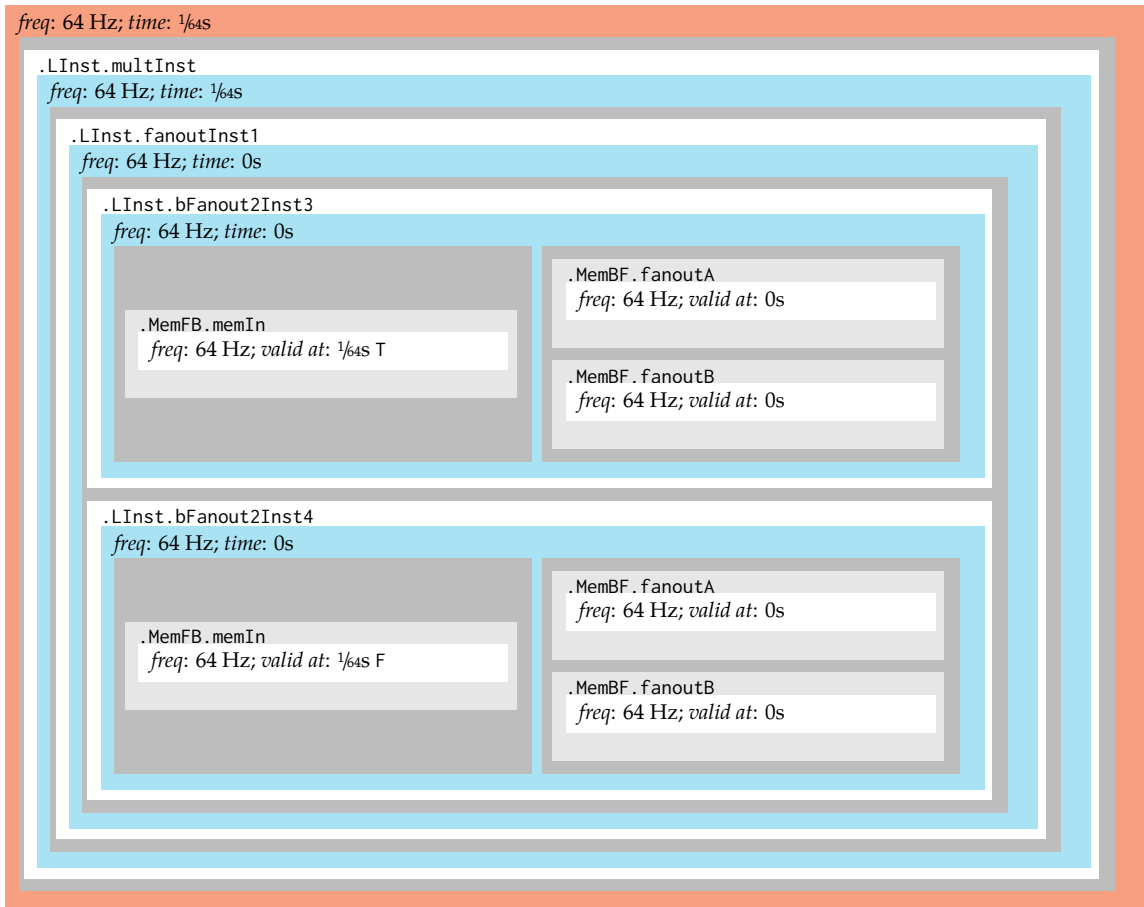 freq: 64 Hz; time: 1⁄64s
.LInst.multInst
freq: 64 Hz; time: 1⁄64s
.LInst.fanoutInst1
freq: 64 Hz; time: 0s
.LInst.bFanout2Inst3
freq: 64 Hz; time: 0s
.MemFB.memIn
freq: 64 Hz; valid at: 1⁄64s T
.MemBF.fanoutA
freq: 64 Hz; valid at: 0s
.MemBF.fanoutB
freq: 64 Hz; valid at: 0s
.LInst.bFanout2Inst4
freq: 64 Hz; time: 0s
.MemFB.memIn
freq: 64 Hz; valid at: 1⁄64s F
.MemBF.fanoutA
freq: 64 Hz; valid at: 0s
.MemBF.fanoutB
freq: 64 Hz; valid at: 0s